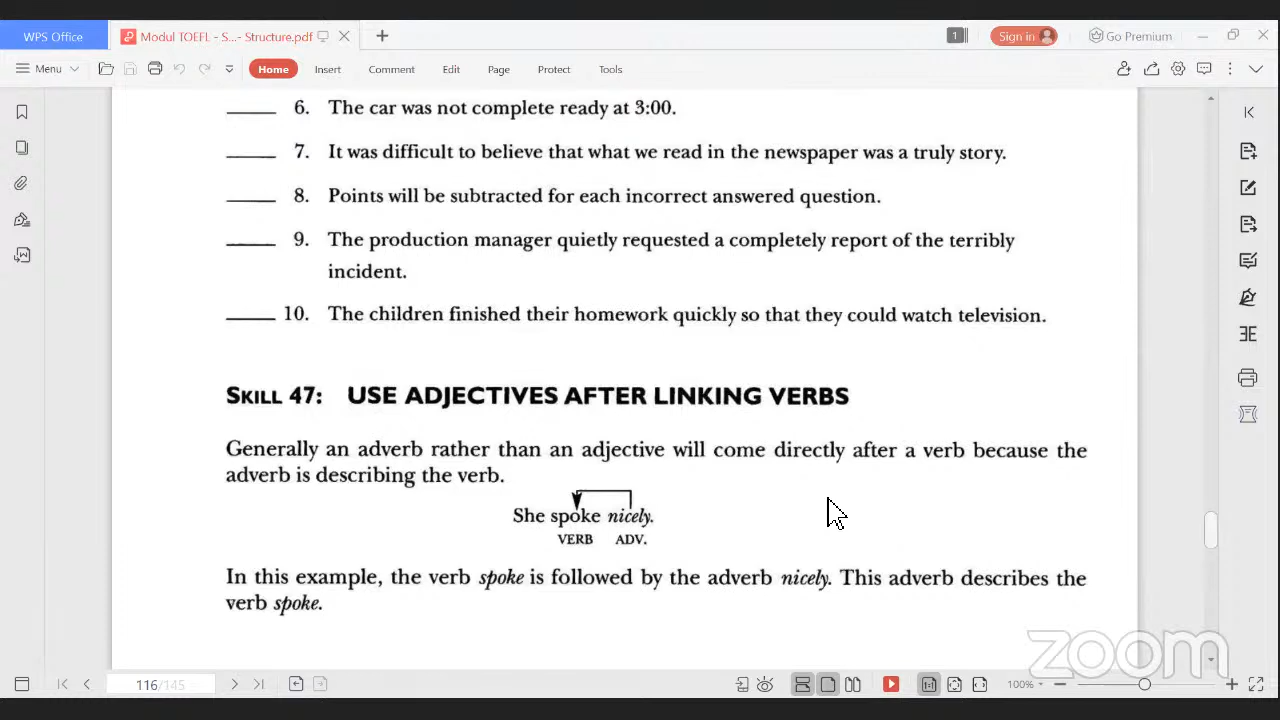 WPS Office
Modul TOEFL - S...- Structure.pdf
1
Sign in
Go Premium
Menu
Home
Insert
Comment
Edit
Page
Protect
Tools
_____ 6. The car was not complete ready at 3:00.
_____ 7. It was difficult to believe that what we read in the newspaper was a truly story.
_____ 8. Points will be subtracted for each incorrect answered question.
_____ 9. The production manager quietly requested a completely report of the terribly
incident.
_____ 10. The children finished their homework quickly so that they could watch television.
SKILL 47: USE ADJECTIVES AFTER LINKING VERBS
Generally an adverb rather than an adjective will come directly after a verb because the
adverb is describing the verb.
She spoke nicely.
VERB ADV.
In this example, the verb spoke is followed by the adverb nicely. This adverb describes the
verb spoke.
zoom
116/145
100%